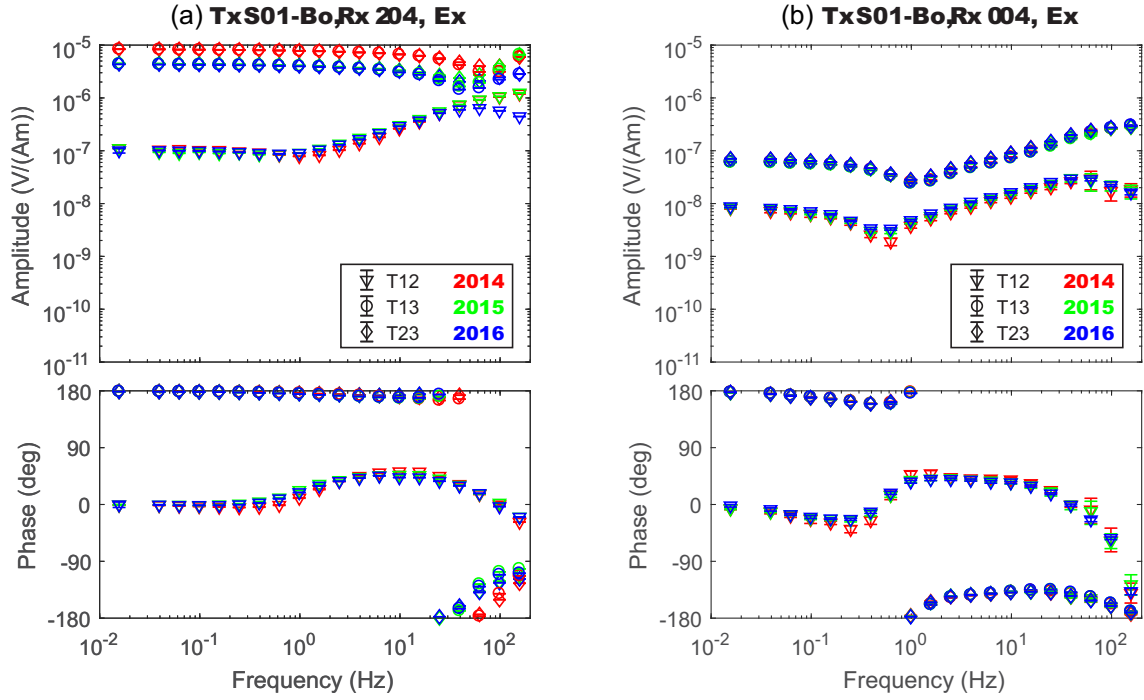 (a) TxS01-Bo,Rx 204, Ex
10^-5
10^-6
10^-7
10^-8
10^-9
10^-10
10^-11
Amplitude (V/(Am))
T12 2014
T13 2015
T23 2016
180
90
0
-90
-180
Phase (deg)
10^-2 10^-1 10^0 10^1 10^2
Frequency (Hz)
(b) TxS01-Bo,Rx 004, Ex
10^-5
10^-6
10^-7
10^-8
10^-9
10^-10
10^-11
Amplitude (V/(Am))
T12 2014
T13 2015
T23 2016
180
90
0
-90
-180
Phase (deg)
10^-2 10^-1 10^0 10^1 10^2
Frequency (Hz)